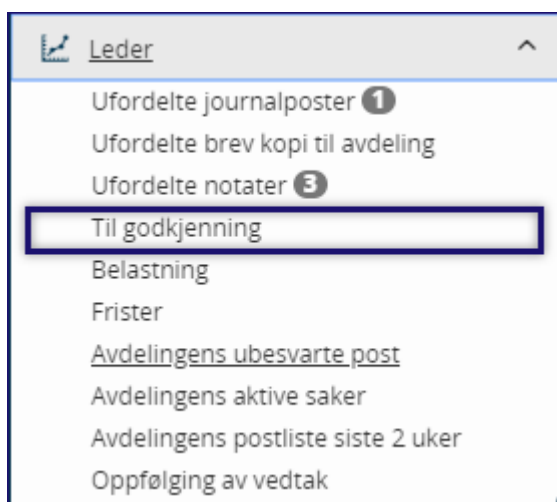 Leder
Ufordelte journalposter 1
Ufordelte brev kopi til avdeling
Ufordelte notater 3
Til godkjenning
Belastning
Frister
Avdelingens ubesvarte post
Avdelingens aktive saker
Avdelingens postliste siste 2 uker
Oppfølging av vedtak